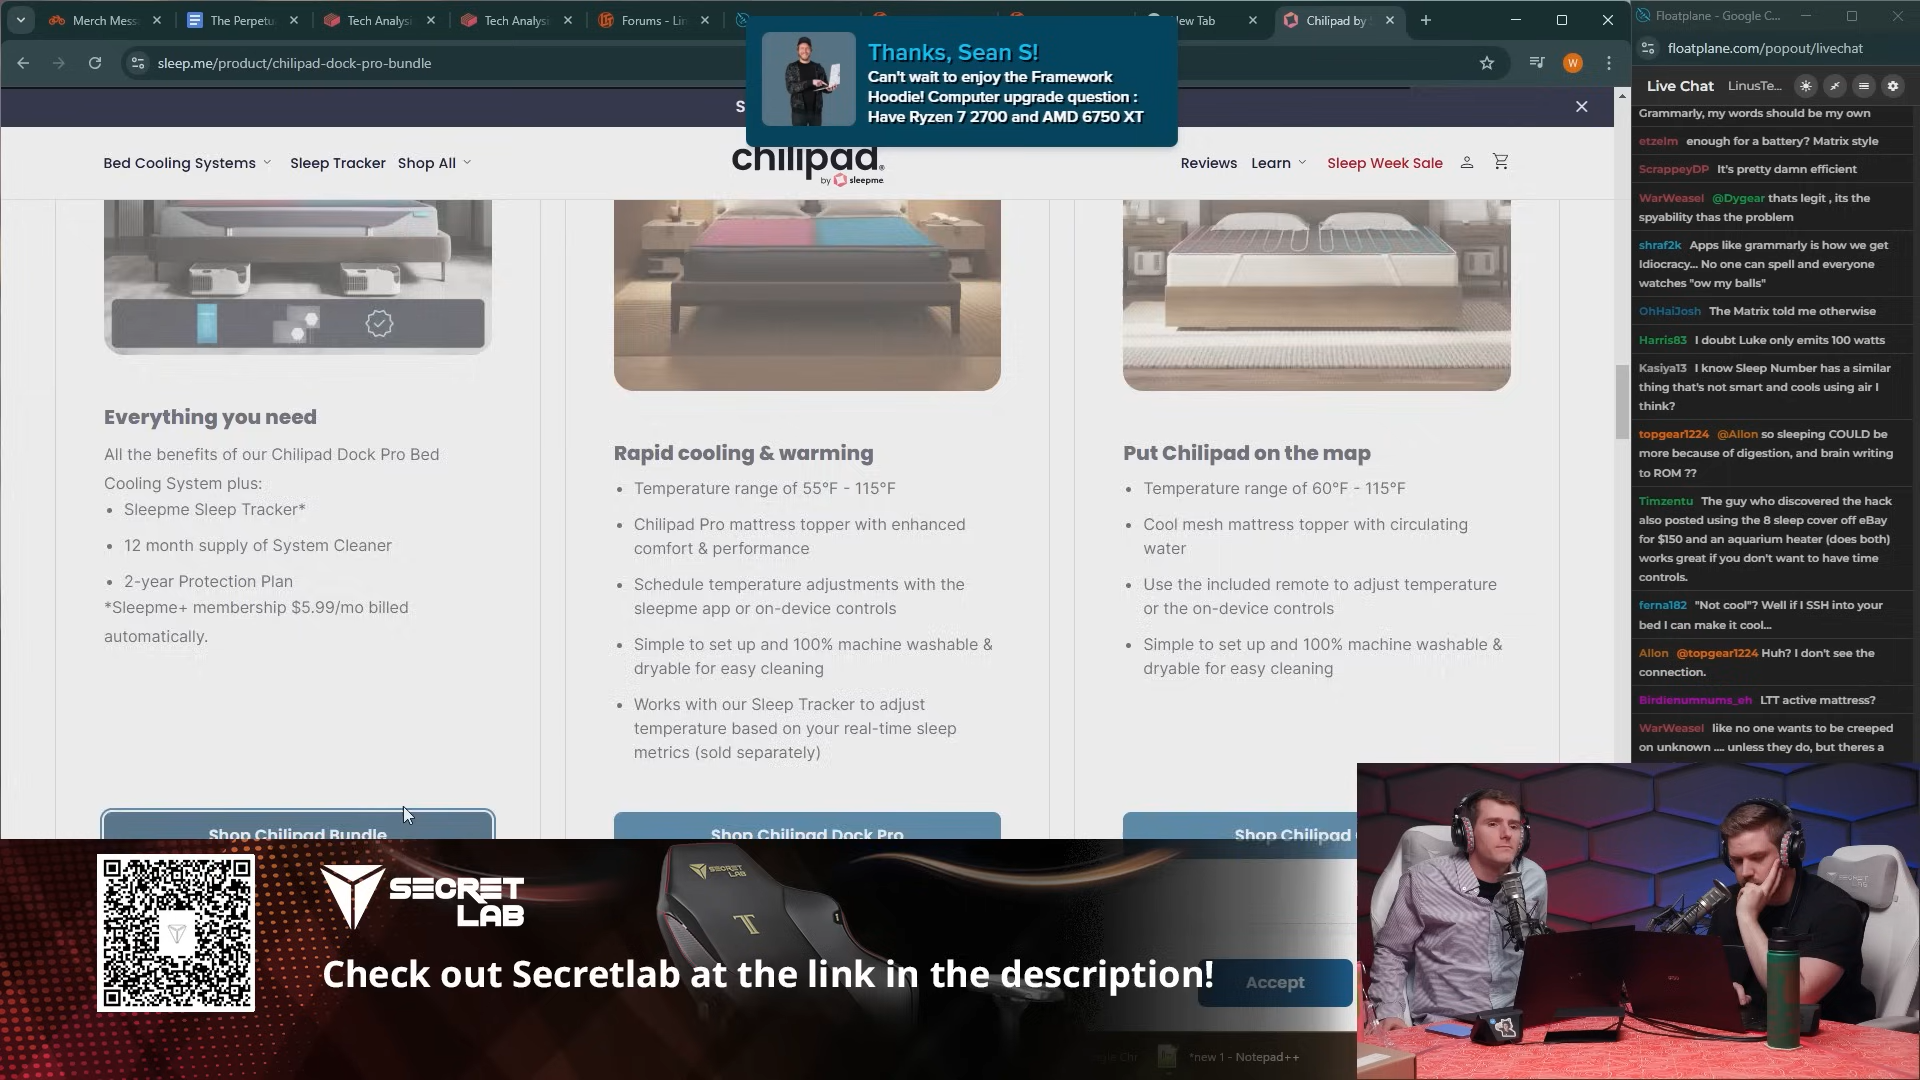 Merch Mess
The Perpetu
Tech Analysi
Tech Analysi
Forums - Lin
New Tab
Chilipad by
sleep.me/product/chilipad-dock-pro-bundle
W
Thanks, Sean S!
Can't wait to enjoy the Framework
Hoodie! Computer upgrade question :
Have Ryzen 7 2700 and AMD 6750 XT
S
Bed Cooling Systems
Sleep Tracker
Shop All
chilipad
by sleepme
Reviews
Learn
Sleep Week Sale
Everything you need
All the benefits of our Chilipad Dock Pro Bed
Cooling System plus:
• Sleepme Sleep Tracker*
• 12 month supply of System Cleaner
• 2-year Protection Plan
*Sleepme+ membership $5.99/mo billed
automatically.
Shop Chilipad Bundle
Rapid cooling & warming
• Temperature range of 55°F - 115°F
• Chilipad Pro mattress topper with enhanced
comfort & performance
• Schedule temperature adjustments with the
sleepme app or on-device controls
• Simple to set up and 100% machine washable &
dryable for easy cleaning
• Works with our Sleep Tracker to adjust
temperature based on your real-time sleep
metrics (sold separately)
Shop Chilipad Dock Pro
Put Chilipad on the map
• Temperature range of 60°F - 115°F
• Cool mesh mattress topper with circulating
water
• Use the included remote to adjust temperature
or the on-device controls
• Simple to set up and 100% machine washable &
dryable for easy cleaning
Shop Chilipad
Floatplane - Google C...
floatplane.com/popout/livechat
Live Chat
LinusTe...
Grammarly, my words should be my own
etzelm enough for a battery? Matrix style
ScrappeyDP It's pretty damn efficient
WarWeasel @Dygear thats legit , its the
spyability thas the problem
shraf2k Apps like grammarly is how we get
Idiocracy... No one can spell and everyone
watches "ow my balls"
OhHaiJosh The Matrix told me otherwise
Harris83 I doubt Luke only emits 100 watts
Kasiya13 I know Sleep Number has a similar
thing that's not smart and cools using air I
think?
topgear1224 @Allon so sleeping COULD be
more because of digestion, and brain writing
to ROM ??
Timzentu The guy who discovered the hack
also posted using the 8 sleep cover off eBay
for $150 and an aquarium heater (does both)
works great if you don't want to have time
controls.
ferna182 "Not cool"? Well if I SSH into your
bed I can make it cool...
Allon @topgear1224 Huh? I don't see the
connection.
Birdienumnums_eh LTT active mattress?
WarWeasel like no one wants to be creeped
on unknown .... unless they do, but theres a
SECRET
LAB
SECRET
LAB
Check out Secretlab at the link in the description!
Accept
*new 1 - Notepad++